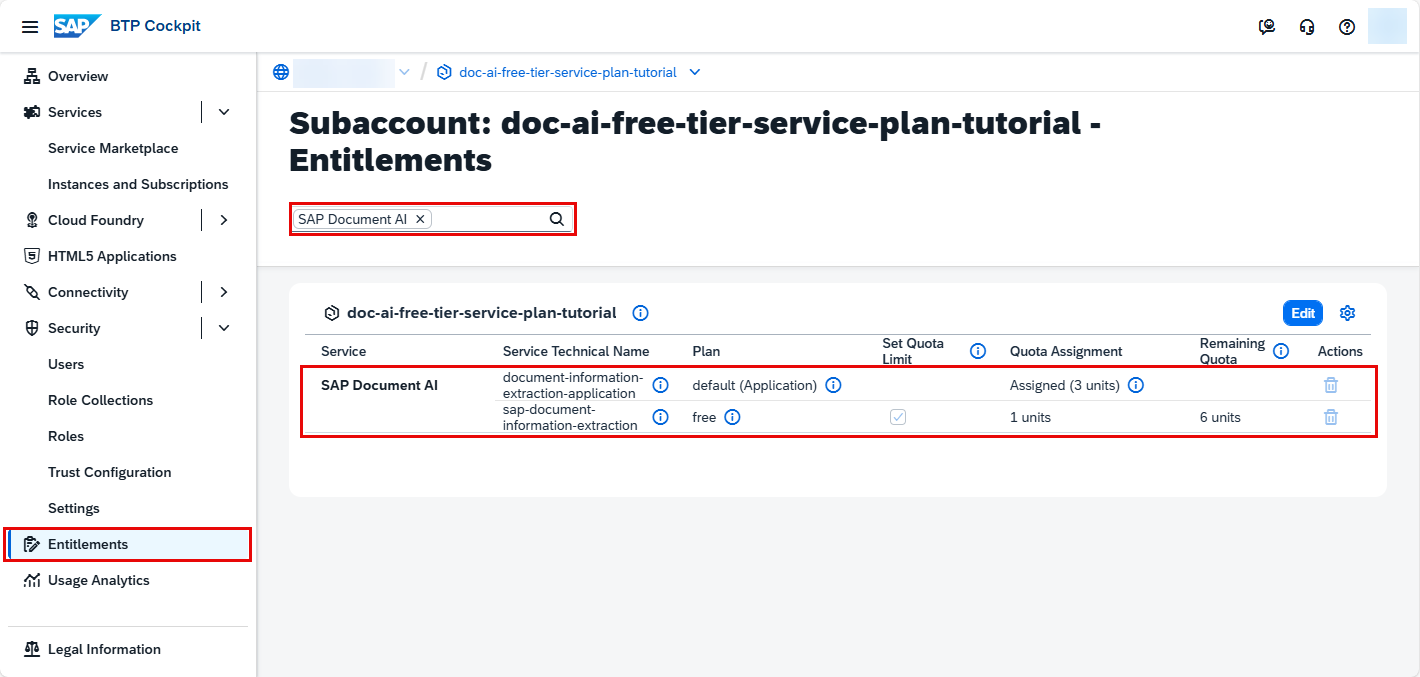 SAP BTP Cockpit
Overview
Services
Service Marketplace
Instances and Subscriptions
Cloud Foundry
HTML5 Applications
Connectivity
Security
Users
Role Collections
Roles
Trust Configuration
Settings
Entitlements
Usage Analytics
Legal Information
/ doc-ai-free-tier-service-plan-tutorial
Subaccount: doc-ai-free-tier-service-plan-tutorial -
Entitlements
SAP Document AI
doc-ai-free-tier-service-plan-tutorial
Edit
Service
Service Technical Name
Plan
Set Quota
Limit
Quota Assignment
Remaining
Quota
Actions
SAP Document AI
document-information-
extraction-application
default (Application)
Assigned (3 units)
sap-document-
information-extraction
free
1 units
6 units